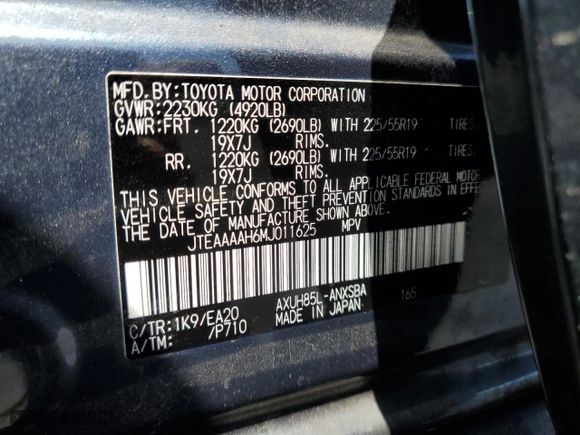 MFD.BY:TOYOTA MOTOR CORPORATION
GVWR:2230KG (4920LB)
GAWR:FRT. 1220KG (2690LB) WITH 225/55R19 TIRES,
19X7J RIMS.
RR. 1220KG (2690LB) WITH 225/55R19 TIRES,
19X7J RIMS.
THIS VEHICLE CONFORMS TO ALL APPLICABLE FEDERAL MOTOR
VEHICLE SAFETY AND THEFT PREVENTION STANDARDS IN EFFE
THE DATE OF MANUFACTURE SHOWN ABOVE.
JTEAAAAH6MJ011625 MPV
C/TR:1K9/EA20 AXUH85L-ANXSBA 165
A/TM: /P710 MADE IN JAPAN